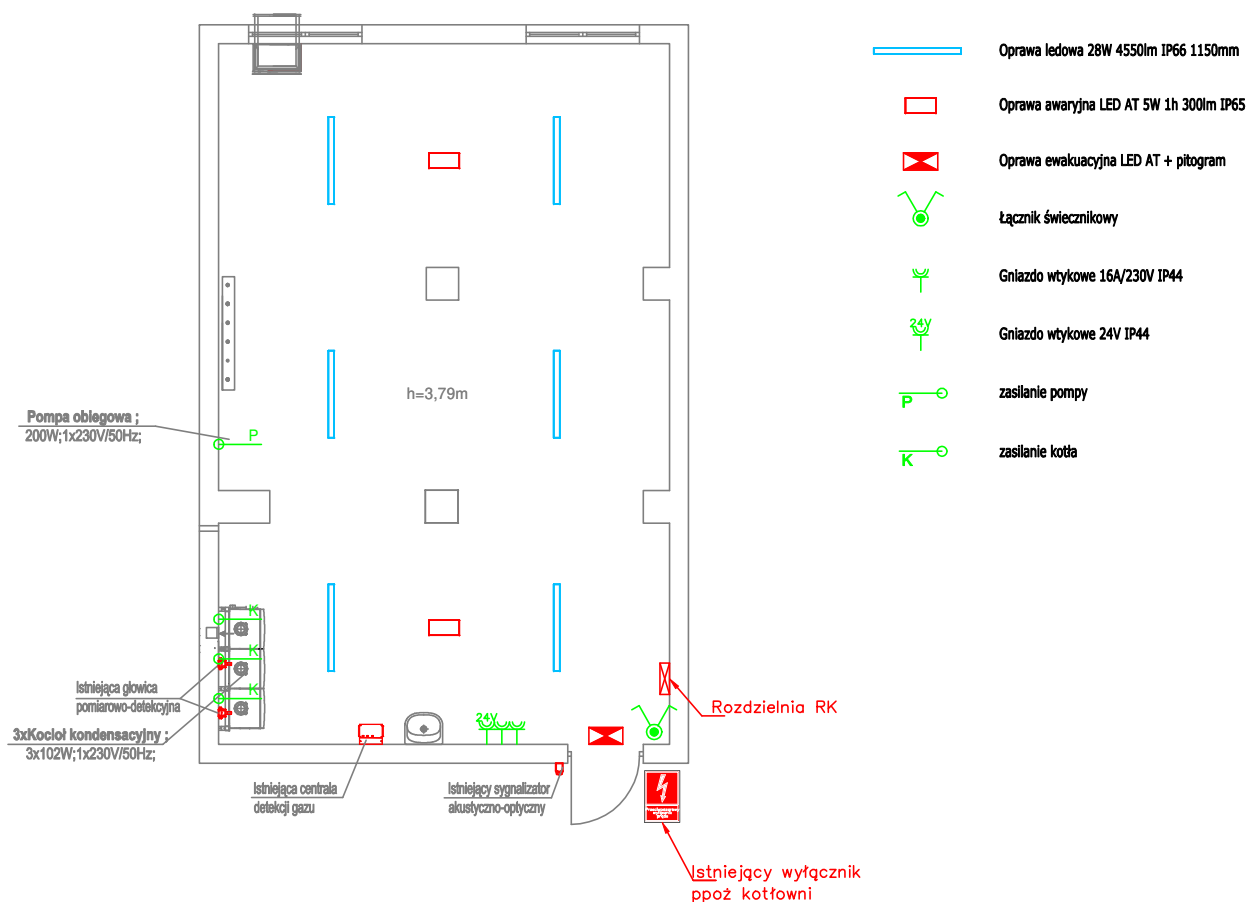 Oprawa ledowa 28W 4550lm IP66 1150mm
Oprawa awaryjna LED AT 5W 1h 300lm IP65
Oprawa ewakuacyjna LED AT + pitogram
Łącznik świecznikowy
Gniazdo wtykowe 16A/230V IP44
24V
Gniazdo wtykowe 24V IP44
P
zasilanie pompy
K
zasilanie kotła
h=3,79m
Pompa obiegowa ;
200W;1x230V/50Hz;
P
K
K
K
Istniejąca głowica
pomiarowo-detekcyjna
3xKocioł kondensacyjny ;
3x102W;1x230V/50Hz;
24V
Rozdzielnia RK
Istniejąca centrala
detekcji gazu
Istniejący sygnalizator
akustyczno-optyczny
Istniejący wyłącznik
ppoż kotłowni